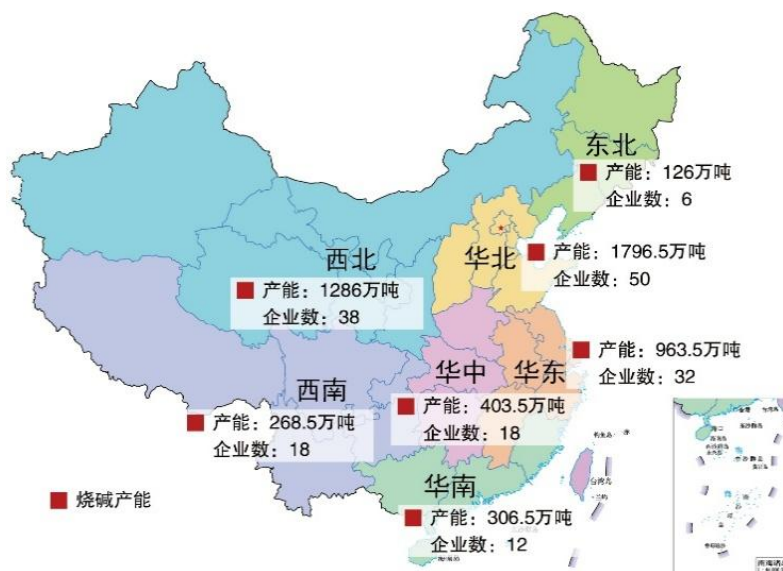 东北
产能：126万吨
企业数：6
华北
产能：1796.5万吨
企业数：50
西北
产能：1286万吨
企业数：38
产能：963.5万吨
企业数：32
华中
华东
产能：403.5万吨
企业数：18
西南
产能：268.5万吨
企业数：18
华南
产能：306.5万吨
企业数：12
烧碱产能
台湾岛